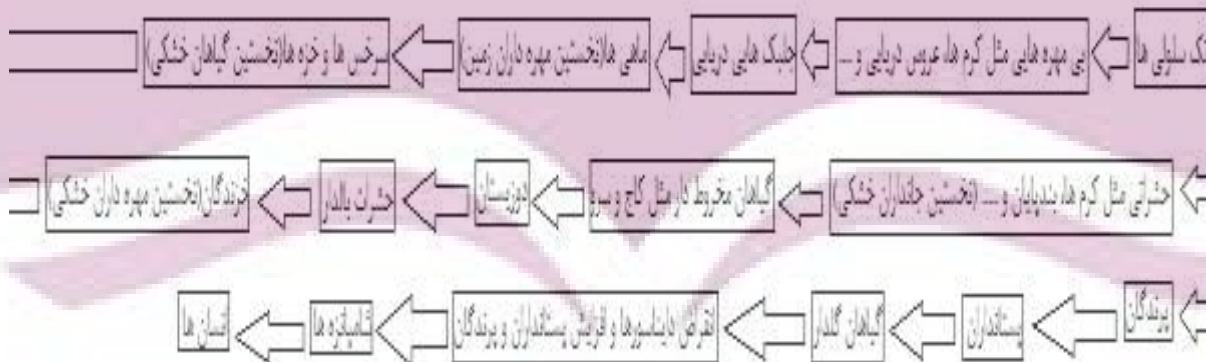 تک سلولی ها
بی مهره هایی مثل کرم ها، عروس دریایی و ....
جلبک هایی دریایی
ماهی ها(نخستین مهره داران زمین)
سرخس ها و خزه ها(نخستین گیاهان خشکی)
حشراتی مثل کرم ها، بندپایان و .... (نخستین جانداران خشکی)
گیاهان مخروط دار مثل کاج و سرو
دوزیستان
حشرات بالدار
خزندگان(نخستین مهره داران خشکی)
پرندگان
پستانداران
گیاهان گلدار
انقراض دایناسورها و افزایش پستانداران و پرندگان
شامپانزه ها
انسان ها